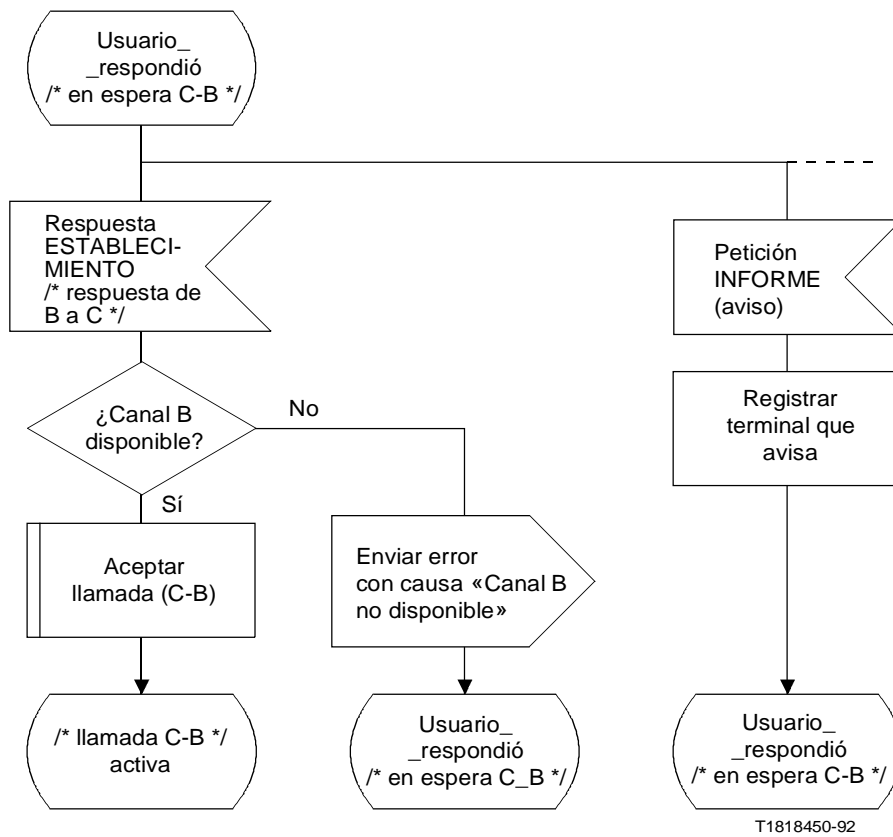 Usuario_
_respondió
/* en espera C-B */
Respuesta
ESTABLECI-
MIENTO
/* respuesta de
B a C */
Petición
INFORME
(aviso)
¿Canal B
disponible?
No
Sí
Registrar
terminal que
avisa
Aceptar
llamada (C-B)
Enviar error
con causa «Canal B
no disponible»
/* llamada C-B */
activa
Usuario_
_respondió
/* en espera C_B */
Usuario_
_respondió
/* en espera C-B */
T1818450-92